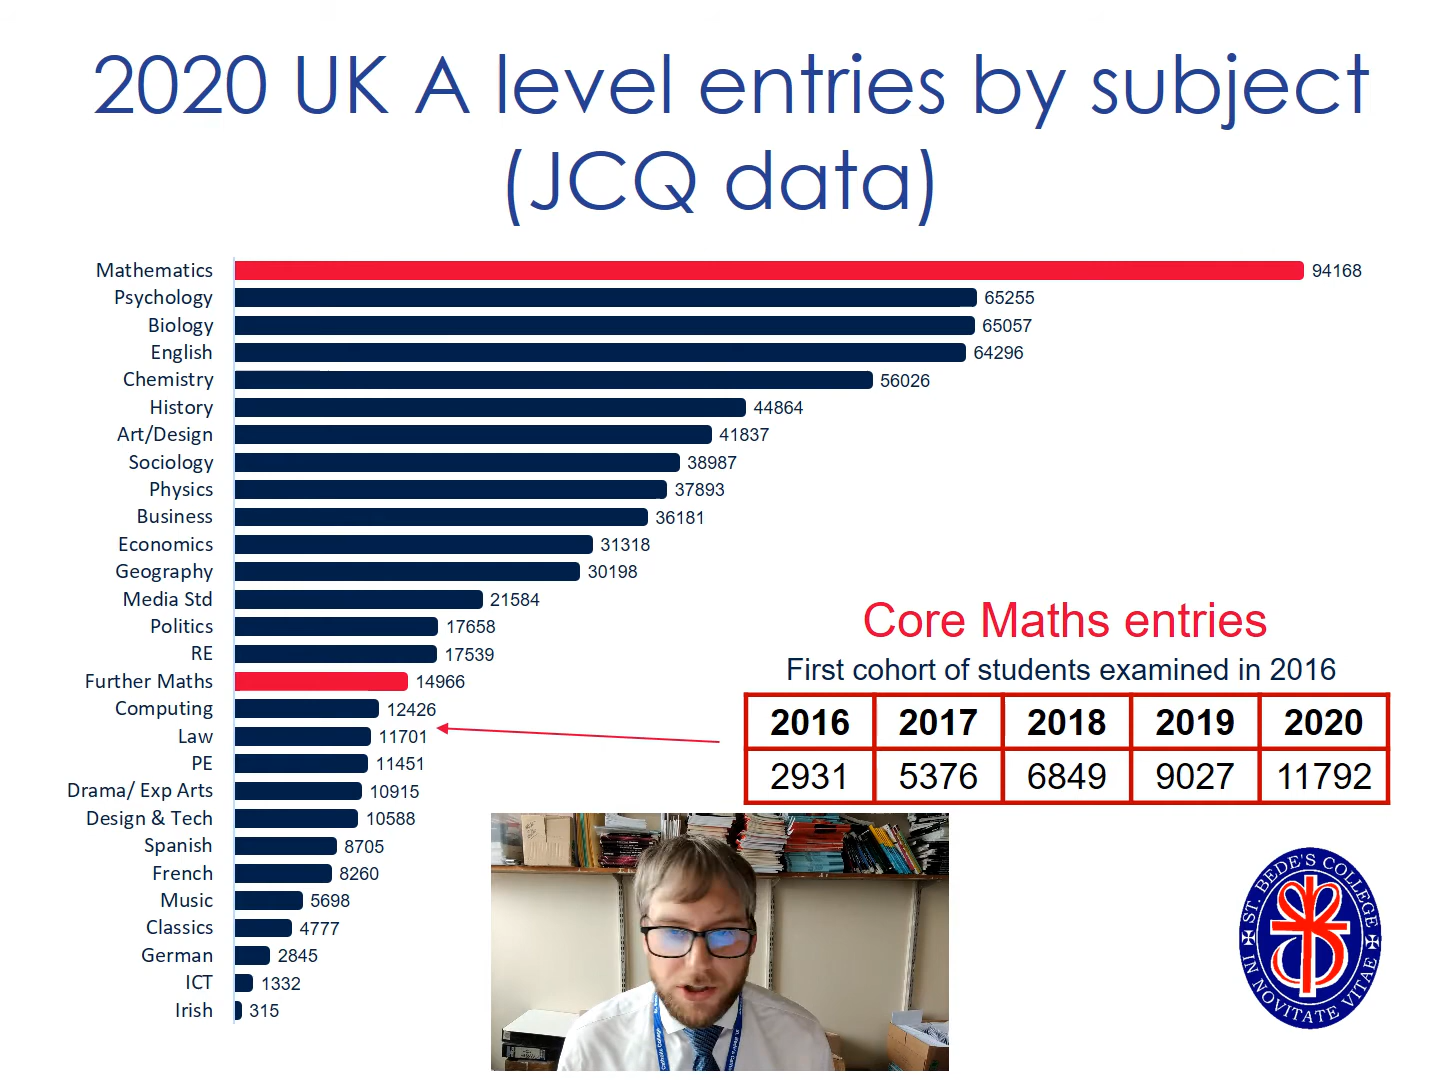 2020 UK A level entries by subject
(JCQ data)
Mathematics 94168
Psychology 65255
Biology 65057
English 64296
Chemistry 56026
History 44864
Art/Design 41837
Sociology 38987
Physics 37893
Business 36181
Economics 31318
Geography 30198
Media Std 21584
Politics 17658
RE 17539
Further Maths 14966
Computing 12426
Law 11701
PE 11451
Drama/ Exp Arts 10915
Design & Tech 10588
Spanish 8705
French 8260
Music 5698
Classics 4777
German 2845
ICT 1332
Irish 315
Core Maths entries
First cohort of students examined in 2016
2016 2017 2018 2019 2020
2931 5376 6849 9027 11792
ST. BEDE'S COLLEGE
IN NOVITATE VITAE